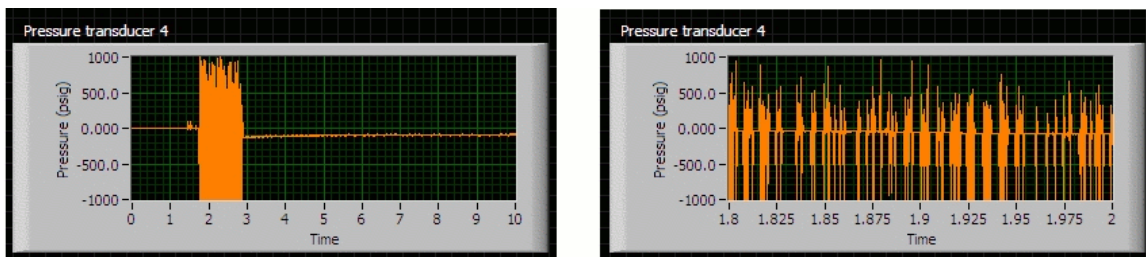 Pressure transducer 4
Pressure (psig)
1000
500.0
0.000
-500.0
-1000
0 1 2 3 4 5 6 7 8 9 10
Time
Pressure transducer 4
Pressure (psig)
1000
500.0
0.000
-500.0
-1000
1.8 1.825 1.85 1.875 1.9 1.925 1.95 1.975 2
Time